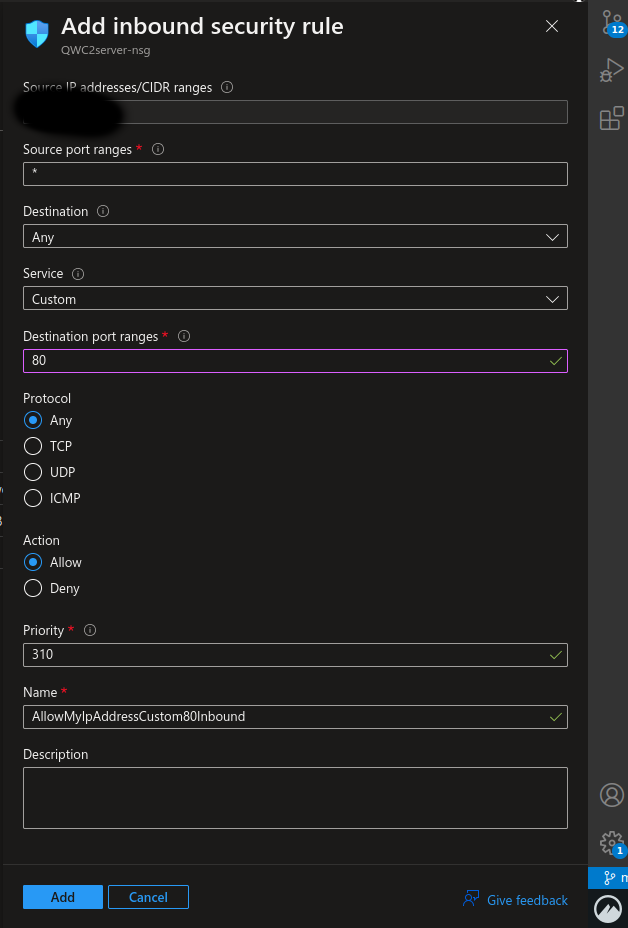 Add inbound security rule
QWC2server-nsg
12
Source IP addresses/CIDR ranges
Source port ranges *
*
Destination
Any
Service
Custom
Destination port ranges *
80
Protocol
Any
TCP
UDP
ICMP
Action
Allow
Deny
Priority *
310
Name *
AllowMyIpAddressCustom80Inbound
Description
1
Add
Cancel
Give feedback